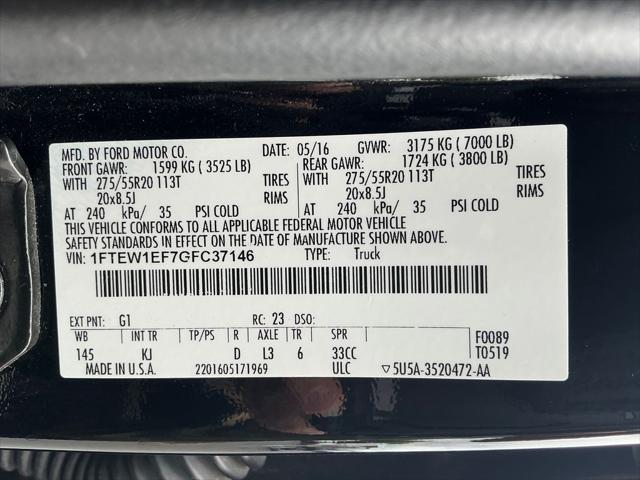 MFD. BY FORD MOTOR CO. DATE: 05/16 GVWR: 3175 KG ( 7000 LB)
FRONT GAWR: 1599 KG ( 3525 LB) REAR GAWR: 1724 KG ( 3800 LB)
WITH 275/55R20 113T TIRES WITH 275/55R20 113T TIRES
20x8.5J RIMS 20x8.5J RIMS
AT 240 kPa/ 35 PSI COLD AT 240 kPa/ 35 PSI COLD
THIS VEHICLE CONFORMS TO ALL APPLICABLE FEDERAL MOTOR VEHICLE
SAFETY STANDARDS IN EFFECT ON THE DATE OF MANUFACTURE SHOWN ABOVE.
VIN: 1FTEW1EF7GFC37146 TYPE: Truck
EXT PNT: G1 RC: 23 DSO:
WB INT TR TP/PS R AXLE TR SPR F0089
145 KJ D L3 6 33CC T0519
MADE IN U.S.A. 2201605171969 ULC ▽5U5A-3520472-AA